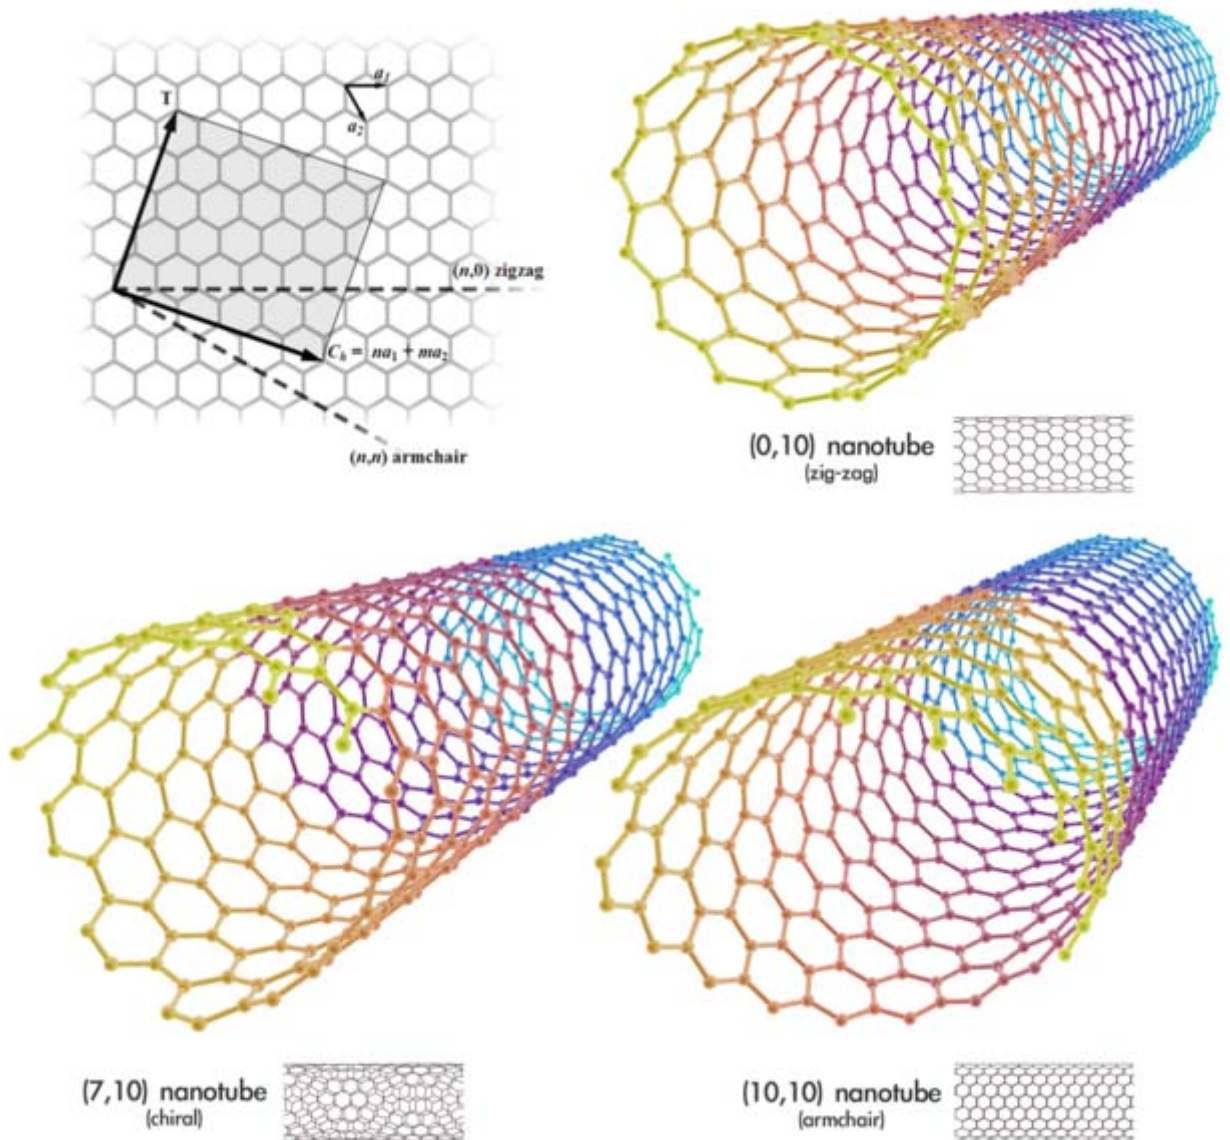 a₁
T
a₂
(n,0) zigzag
Cₕ = na₁ + ma₂
(n,n) armchair
(0,10) nanotube
(zig-zag)
(7,10) nanotube
(chiral)
(10,10) nanotube
(armchair)